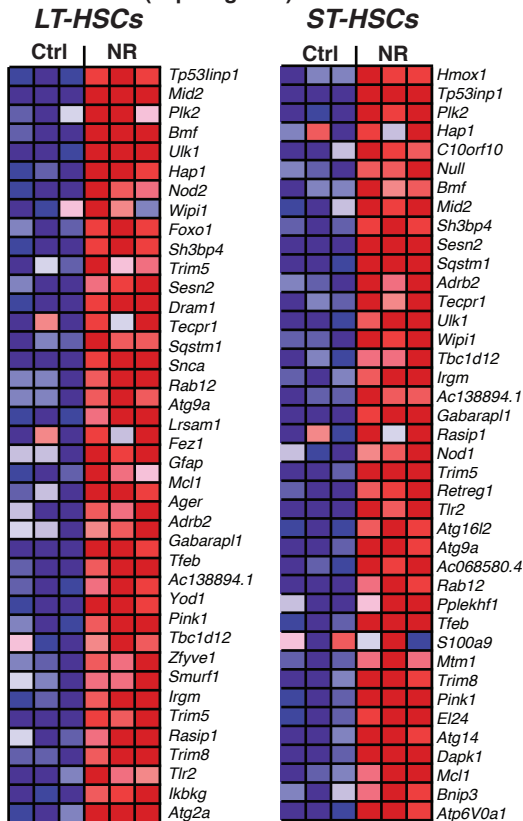 LT-HSCs
Ctrl NR
Tp53Iinp1
Mid2
Plk2
Bmf
Ulk1
Hap1
Nod2
Wipi1
Foxo1
Sh3bp4
Trim5
Sesn2
Dram1
Tecpr1
Sqstm1
Snca
Rab12
Atg9a
Lrsam1
Fez1
Gfap
Mcl1
Ager
Adrb2
Gabarapl1
Tfeb
Ac138894.1
Yod1
Pink1
Tbc1d12
Zfyve1
Smurf1
Irgm
Trim5
Rasip1
Trim8
Tlr2
Ikbkg
Atg2a
ST-HSCs
Ctrl NR
Hmox1
Tp53inp1
Plk2
Hap1
C10orf10
Null
Bmf
Mid2
Sh3bp4
Sesn2
Sqstm1
Adrb2
Tecpr1
Ulk1
Wipi1
Tbc1d12
Irgm
Ac138894.1
Gabarapl1
Rasip1
Nod1
Trim5
Retreg1
Tlr2
Atg16l2
Atg9a
Ac068580.4
Rab12
Pplekhf1
Tfeb
S100a9
Mtm1
Trim8
Pink1
EI24
Atg14
Dapk1
Mcl1
Bnip3
Atp6V0a1